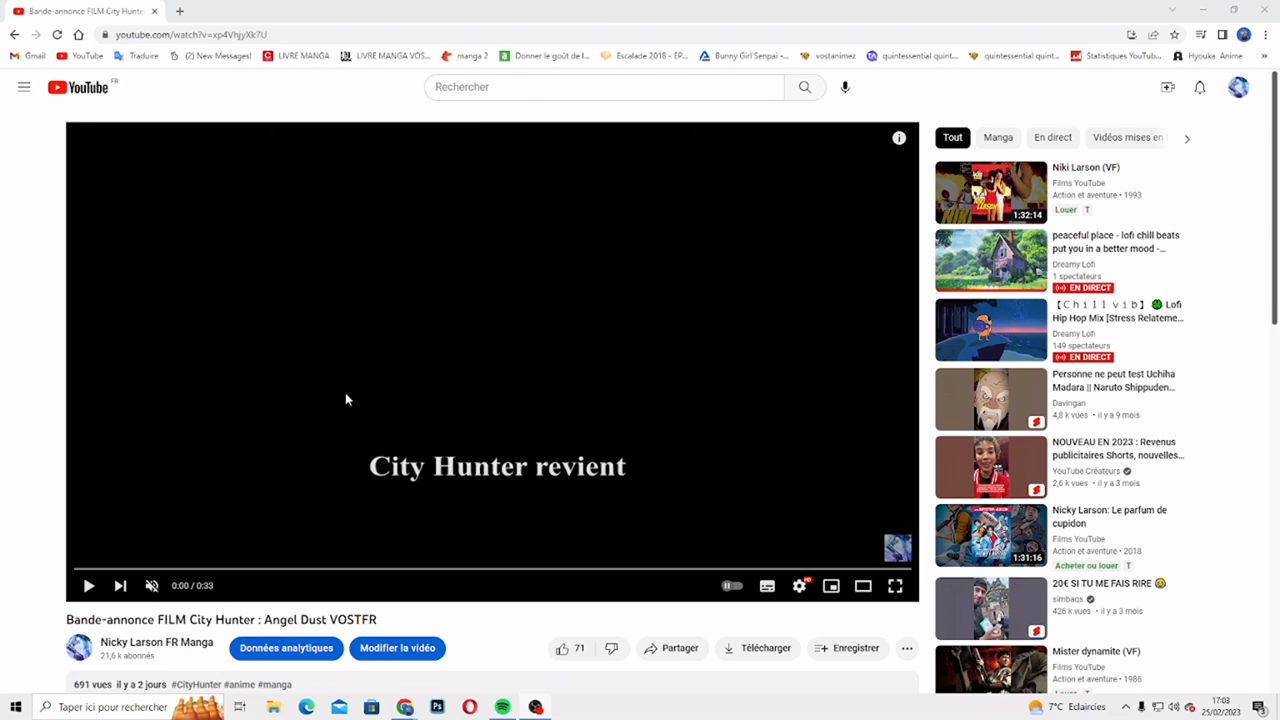 Bande-annonce FILM City Hunter
youtube.com/watch?v=xp4VhjyXk7U
Gmail
YouTube
Traduire
(2) New Messages!
LIVRE MANGA
LIVRE MANGA VOS...
manga 2
Donner le goût de l...
Escalade 2018 - EP...
Bunny Girl Senpai -...
vostanimez
quintessential quint...
quintessential quint...
Statistiques YouTub...
Hyouka Anime
»
YouTube FR
Rechercher
City Hunter revient
0:00 / 0:33
HD
Bande-annonce FILM City Hunter : Angel Dust VOSTFR
Nicky Larson FR Manga
21,6 k abonnés
Données analytiques
Modifier la vidéo
71
Partager
Télécharger
Enregistrer
691 vues il y a 2 jours #CityHunter #anime #manga
Tout
Manga
En direct
Vidéos mises en
Niki Larson (VF)
Films YouTube
Action et aventure • 1993
Louer T
1:32:14
peaceful place - lofi chill beats
put you in a better mood -...
Dreamy Lofi
1 spectateurs
EN DIRECT
【Ｃｈｉｌｌ ｖｉｂ】 🍀 Lofi
Hip Hop Mix [Stress Relateme...
Dreamy Lofi
149 spectateurs
EN DIRECT
Personne ne peut test Uchiha
Madara || Naruto Shippuden...
Davingan
4,8 k vues • il y a 9 mois
NOUVEAU EN 2023 : Revenus
publicitaires Shorts, nouvelles...
YouTube Créateurs
2,6 k vues • il y a 3 mois
Nicky Larson: Le parfum de
cupidon
Films YouTube
Action et aventure • 2018
Acheter ou louer T
1:31:16
20€ SI TU ME FAIS RIRE 😂
simbaqs
426 k vues • il y a 3 mois
Mister dynamite (VF)
Films YouTube
Action et aventure • 1986
Taper ici pour rechercher
7°C Eclaircies
17:03
25/02/2023
3